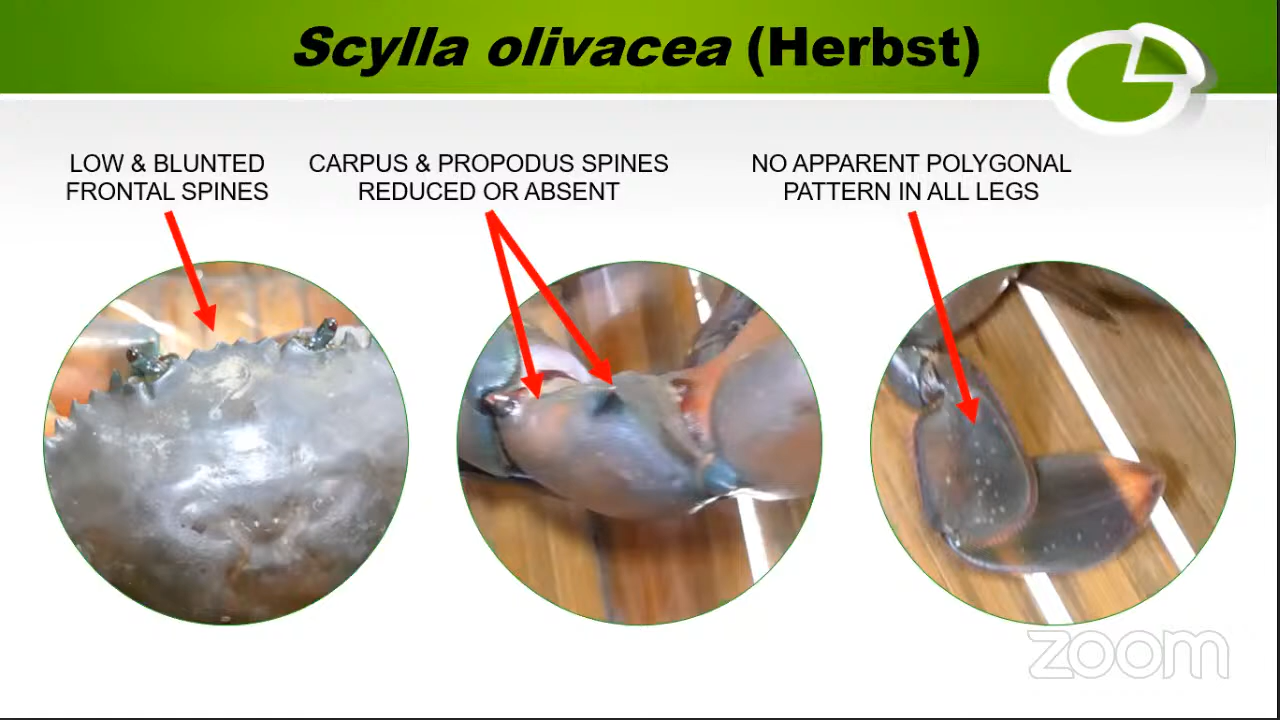 Scylla olivacea (Herbst)
LOW & BLUNTED
FRONTAL SPINES
CARPUS & PROPODUS SPINES
REDUCED OR ABSENT
NO APPARENT POLYGONAL
PATTERN IN ALL LEGS
zoom